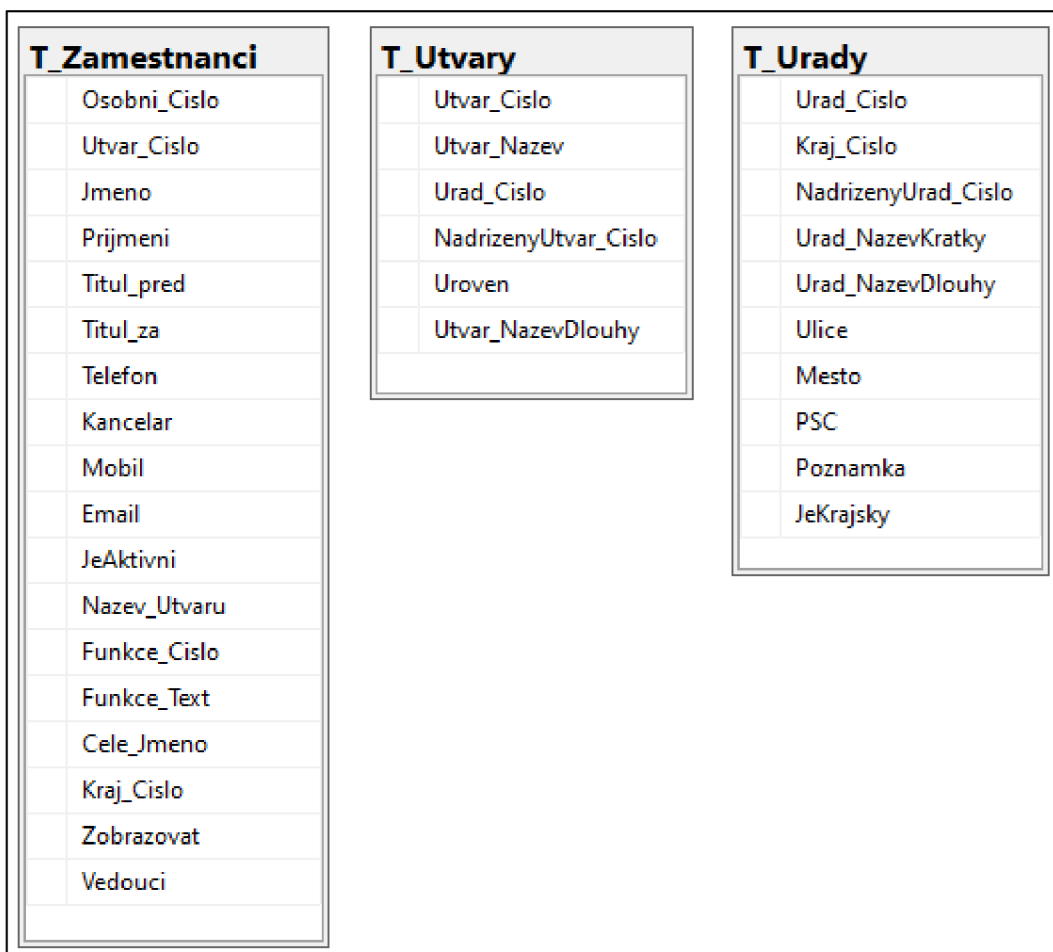 T_Zamestnanci
Osobni_Cislo
Utvar_Cislo
Jmeno
Prijmeni
Titul_pred
Titul_za
Telefon
Kancelar
Mobil
Email
JeAktivni
Nazev_Utvaru
Funkce_Cislo
Funkce_Text
Cele_Jmeno
Kraj_Cislo
Zobrazovat
Vedouci
T_Utvary
Utvar_Cislo
Utvar_Nazev
Urad_Cislo
NadrizenyUtvar_Cislo
Uroven
Utvar_NazevDlouhy
T_Urady
Urad_Cislo
Kraj_Cislo
NadrizenyUrad_Cislo
Urad_NazevKratky
Urad_NazevDlouhy
Ulice
Mesto
PSC
Poznamka
JeKrajsky